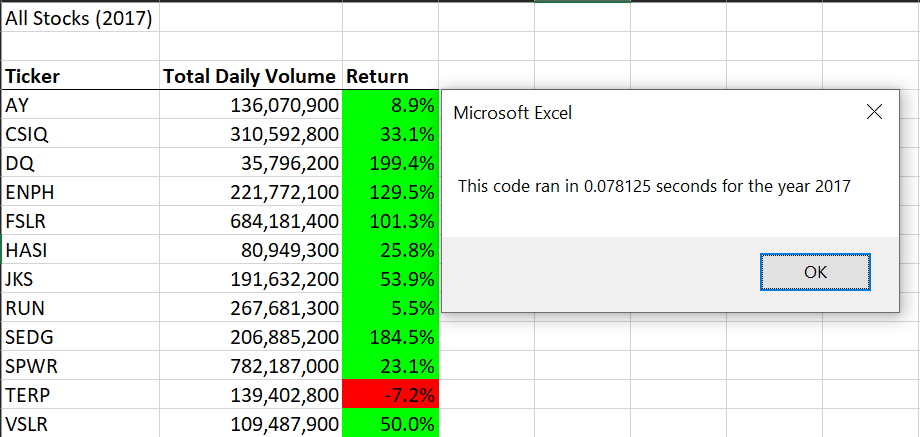 All Stocks (2017)
Ticker Total Daily Volume Return
AY 136,070,900 8.9%
CSIQ 310,592,800 33.1%
DQ 35,796,200 199.4%
ENPH 221,772,100 129.5%
FSLR 684,181,400 101.3%
HASI 80,949,300 25.8%
JKS 191,632,200 53.9%
RUN 267,681,300 5.5%
SEDG 206,885,200 184.5%
SPWR 782,187,000 23.1%
TERP 139,402,800 -7.2%
VSLR 109,487,900 50.0%
Microsoft Excel
This code ran in 0.078125 seconds for the year 2017
OK